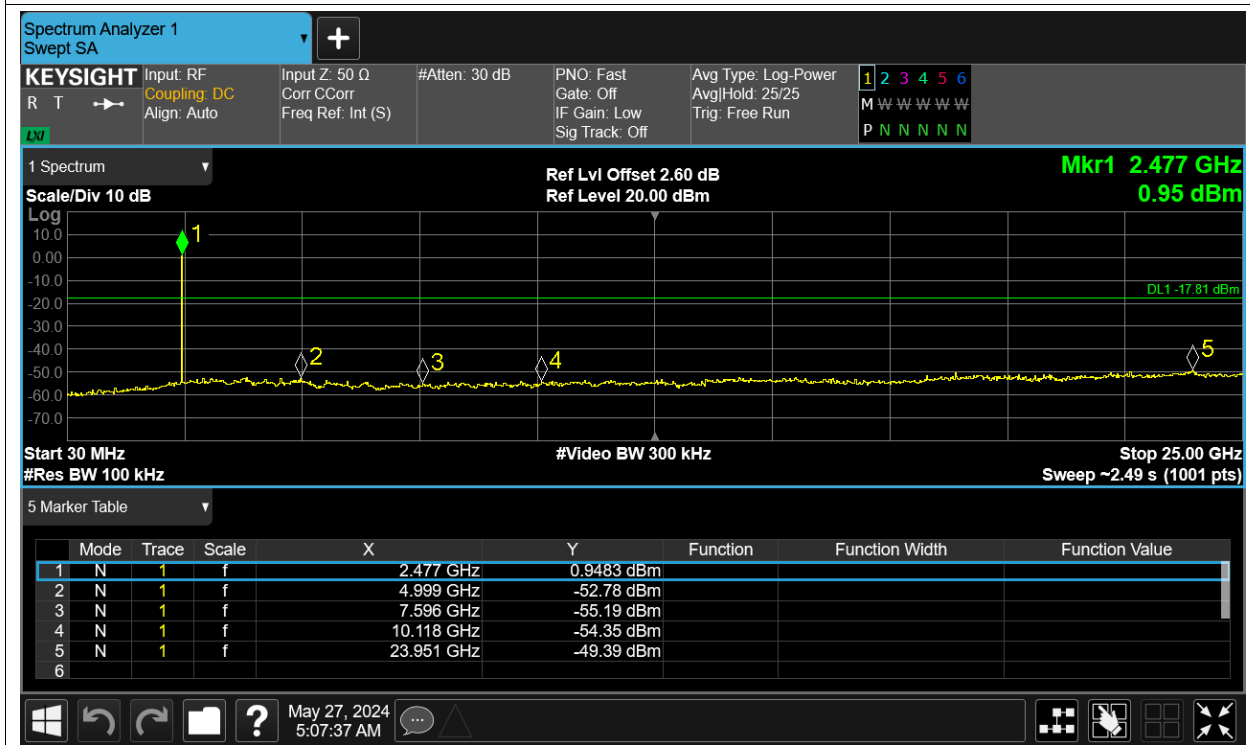 Spectrum Analyzer 1
Swept SA
+
KEYSIGHT
R T
LXI
Input: RF
Coupling: DC
Align: Auto
Input Z: 50 Ω
Corr CCorr
Freq Ref: Int (S)
#Atten: 30 dB
PNO: Fast
Gate: Off
IF Gain: Low
Sig Track: Off
Avg Type: Log-Power
Avg|Hold: 25/25
Trig: Free Run
1 2 3 4 5 6
M W W W W W
P N N N N N
1 Spectrum
Scale/Div 10 dB
Ref Lvl Offset 2.60 dB
Ref Level 20.00 dBm
Mkr1 2.477 GHz
0.95 dBm
Log
10.0
0.00
-10.0
-20.0
-30.0
-40.0
-50.0
-60.0
-70.0
1
2
3
4
5
DL1 -17.81 dBm
Start 30 MHz
#Video BW 300 kHz
Stop 25.00 GHz
#Res BW 100 kHz
Sweep ~2.49 s (1001 pts)
5 Marker Table
Mode Trace Scale X Y Function Function Width Function Value
1 N 1 f 2.477 GHz 0.9483 dBm
2 N 1 f 4.999 GHz -52.78 dBm
3 N 1 f 7.596 GHz -55.19 dBm
4 N 1 f 10.118 GHz -54.35 dBm
5 N 1 f 23.951 GHz -49.39 dBm
6
?
May 27, 2024
5:07:37 AM